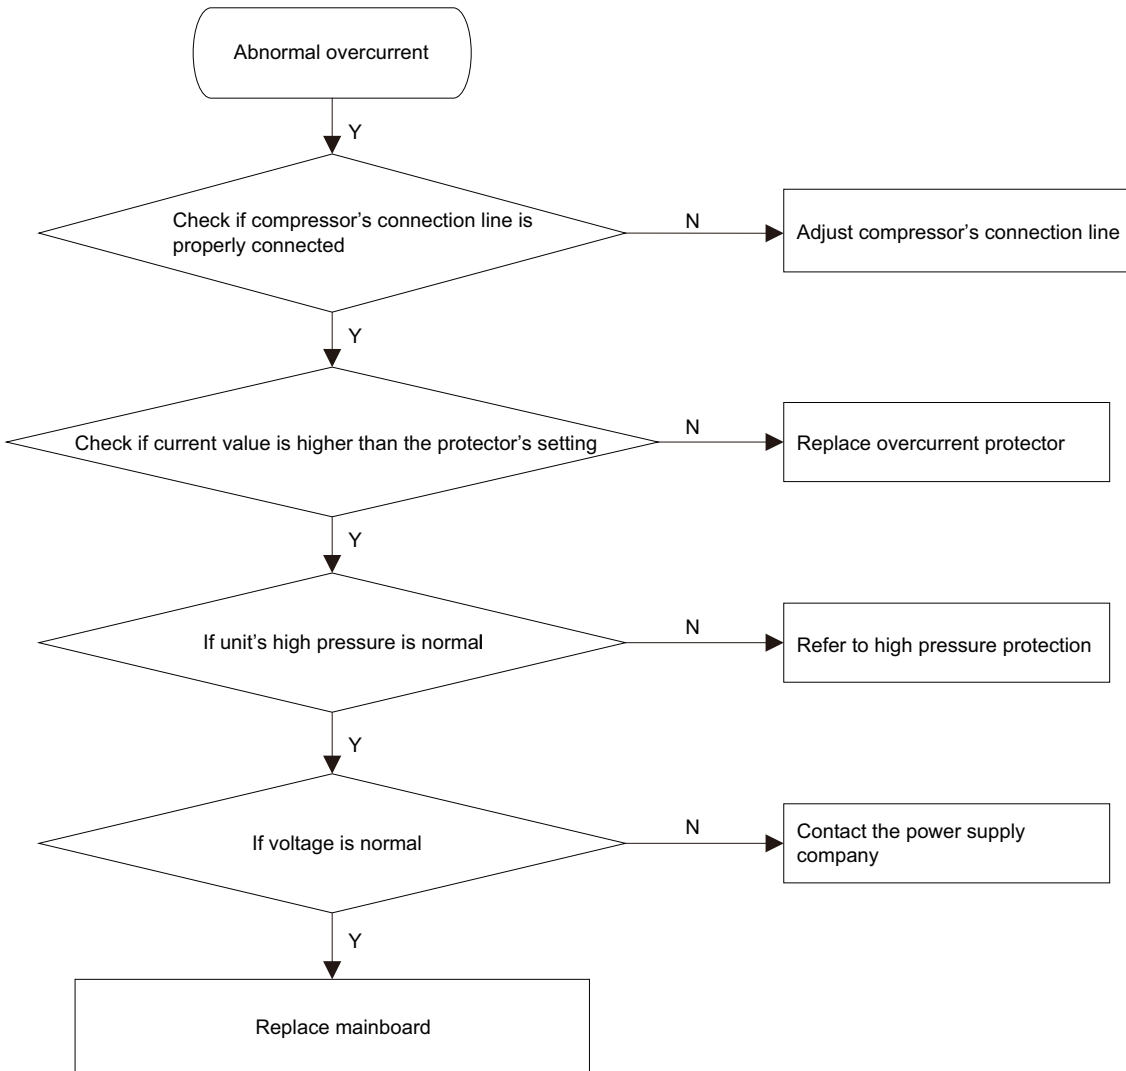 Abnormal overcurrent
Y
Check if compressor’s connection line is
properly connected
N
Adjust compressor’s connection line
Y
Check if current value is higher than the protector’s setting
N
Replace overcurrent protector
Y
If unit’s high pressure is normal
N
Refer to high pressure protection
Y
If voltage is normal
N
Contact the power supply
company
Y
Replace mainboard